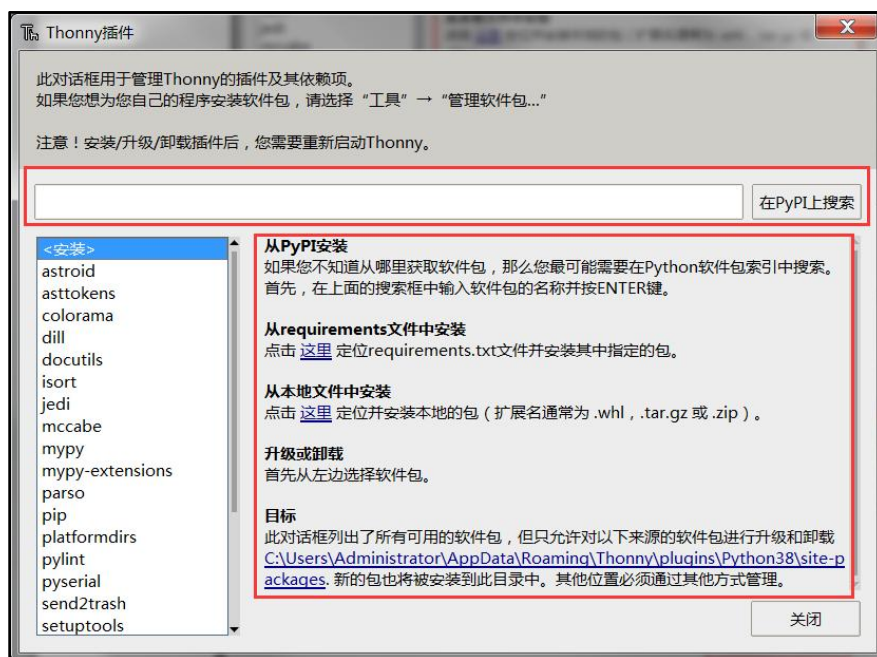 Thonny插件
此对话框用于管理Thonny的插件及其依赖项。
如果您想为您自己的程序安装软件包，请选择“工具”→“管理软件包...”
注意！安装/升级/卸载插件后，您需要重新启动Thonny。
在PyPI上搜索
<安装>
astroid
asttokens
colorama
dill
docutils
isort
jedi
mccabe
mypy
mypy-extensions
parso
pip
platformdirs
pylint
pyserial
send2trash
setuptools
从PyPI安装
如果您不知道从哪里获取软件包，那么您最可能需要在Python软件包索引中搜索。
首先，在上面的搜索框中输入软件包的名称并按ENTER键。
从requirements文件中安装
点击 这里 定位requirements.txt文件并安装其中指定的包。
从本地文件中安装
点击 这里 定位并安装本地的包（扩展名通常为 .whl，.tar.gz 或 .zip）。
升级或卸载
首先从左边选择软件包。
目标
此对话框列出了所有可用的软件包，但只允许对以下来源的软件包进行升级和卸载
C:\Users\Administrator\AppData\Roaming\Thonny\plugins\Python38\site-p
ackages. 新的包也将被安装到此目录中。其他位置必须通过其他方式管理。
关闭